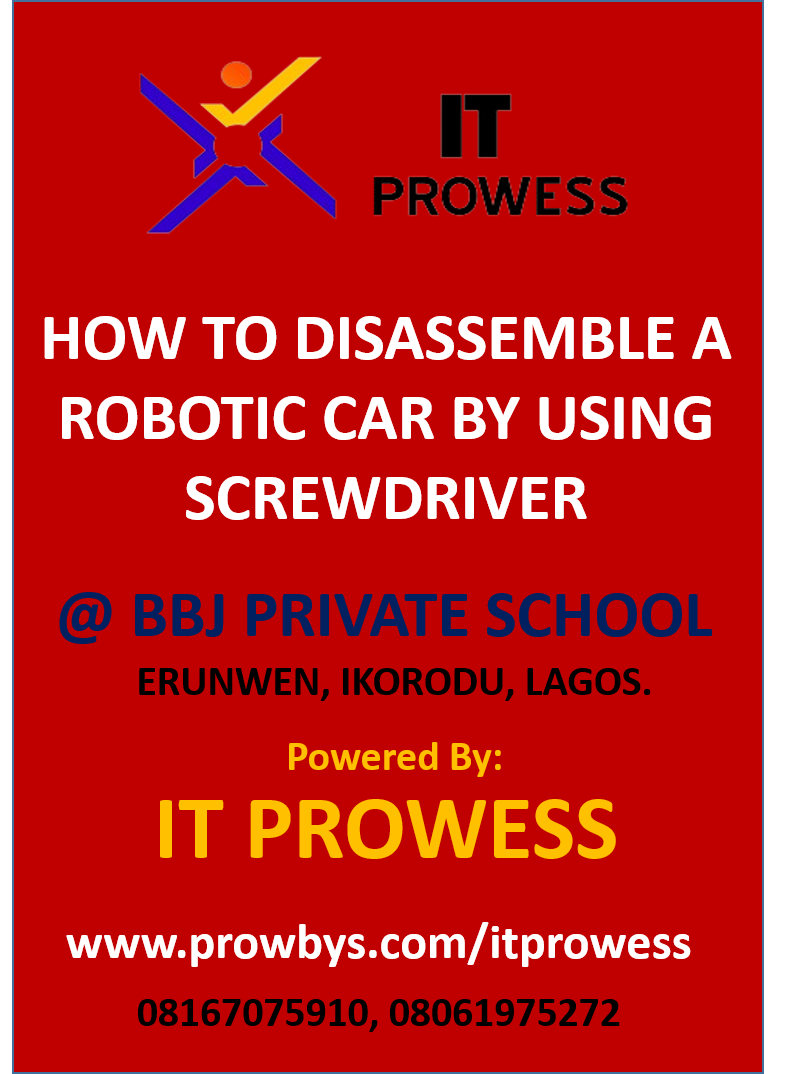 IT
PROWESS
HOW TO DISASSEMBLE A
ROBOTIC CAR BY USING
SCREWDRIVER
@ BBJ PRIVATE SCHOOL
ERUNWEN, IKORODU, LAGOS.
Powered By:
IT PROWESS
www.prowbys.com/itprowess
08167075910, 08061975272